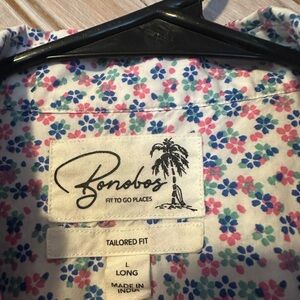 Bonobos
FIT TO GO PLACES
TAILORED FIT
L
LONG
MADE IN
INDIA